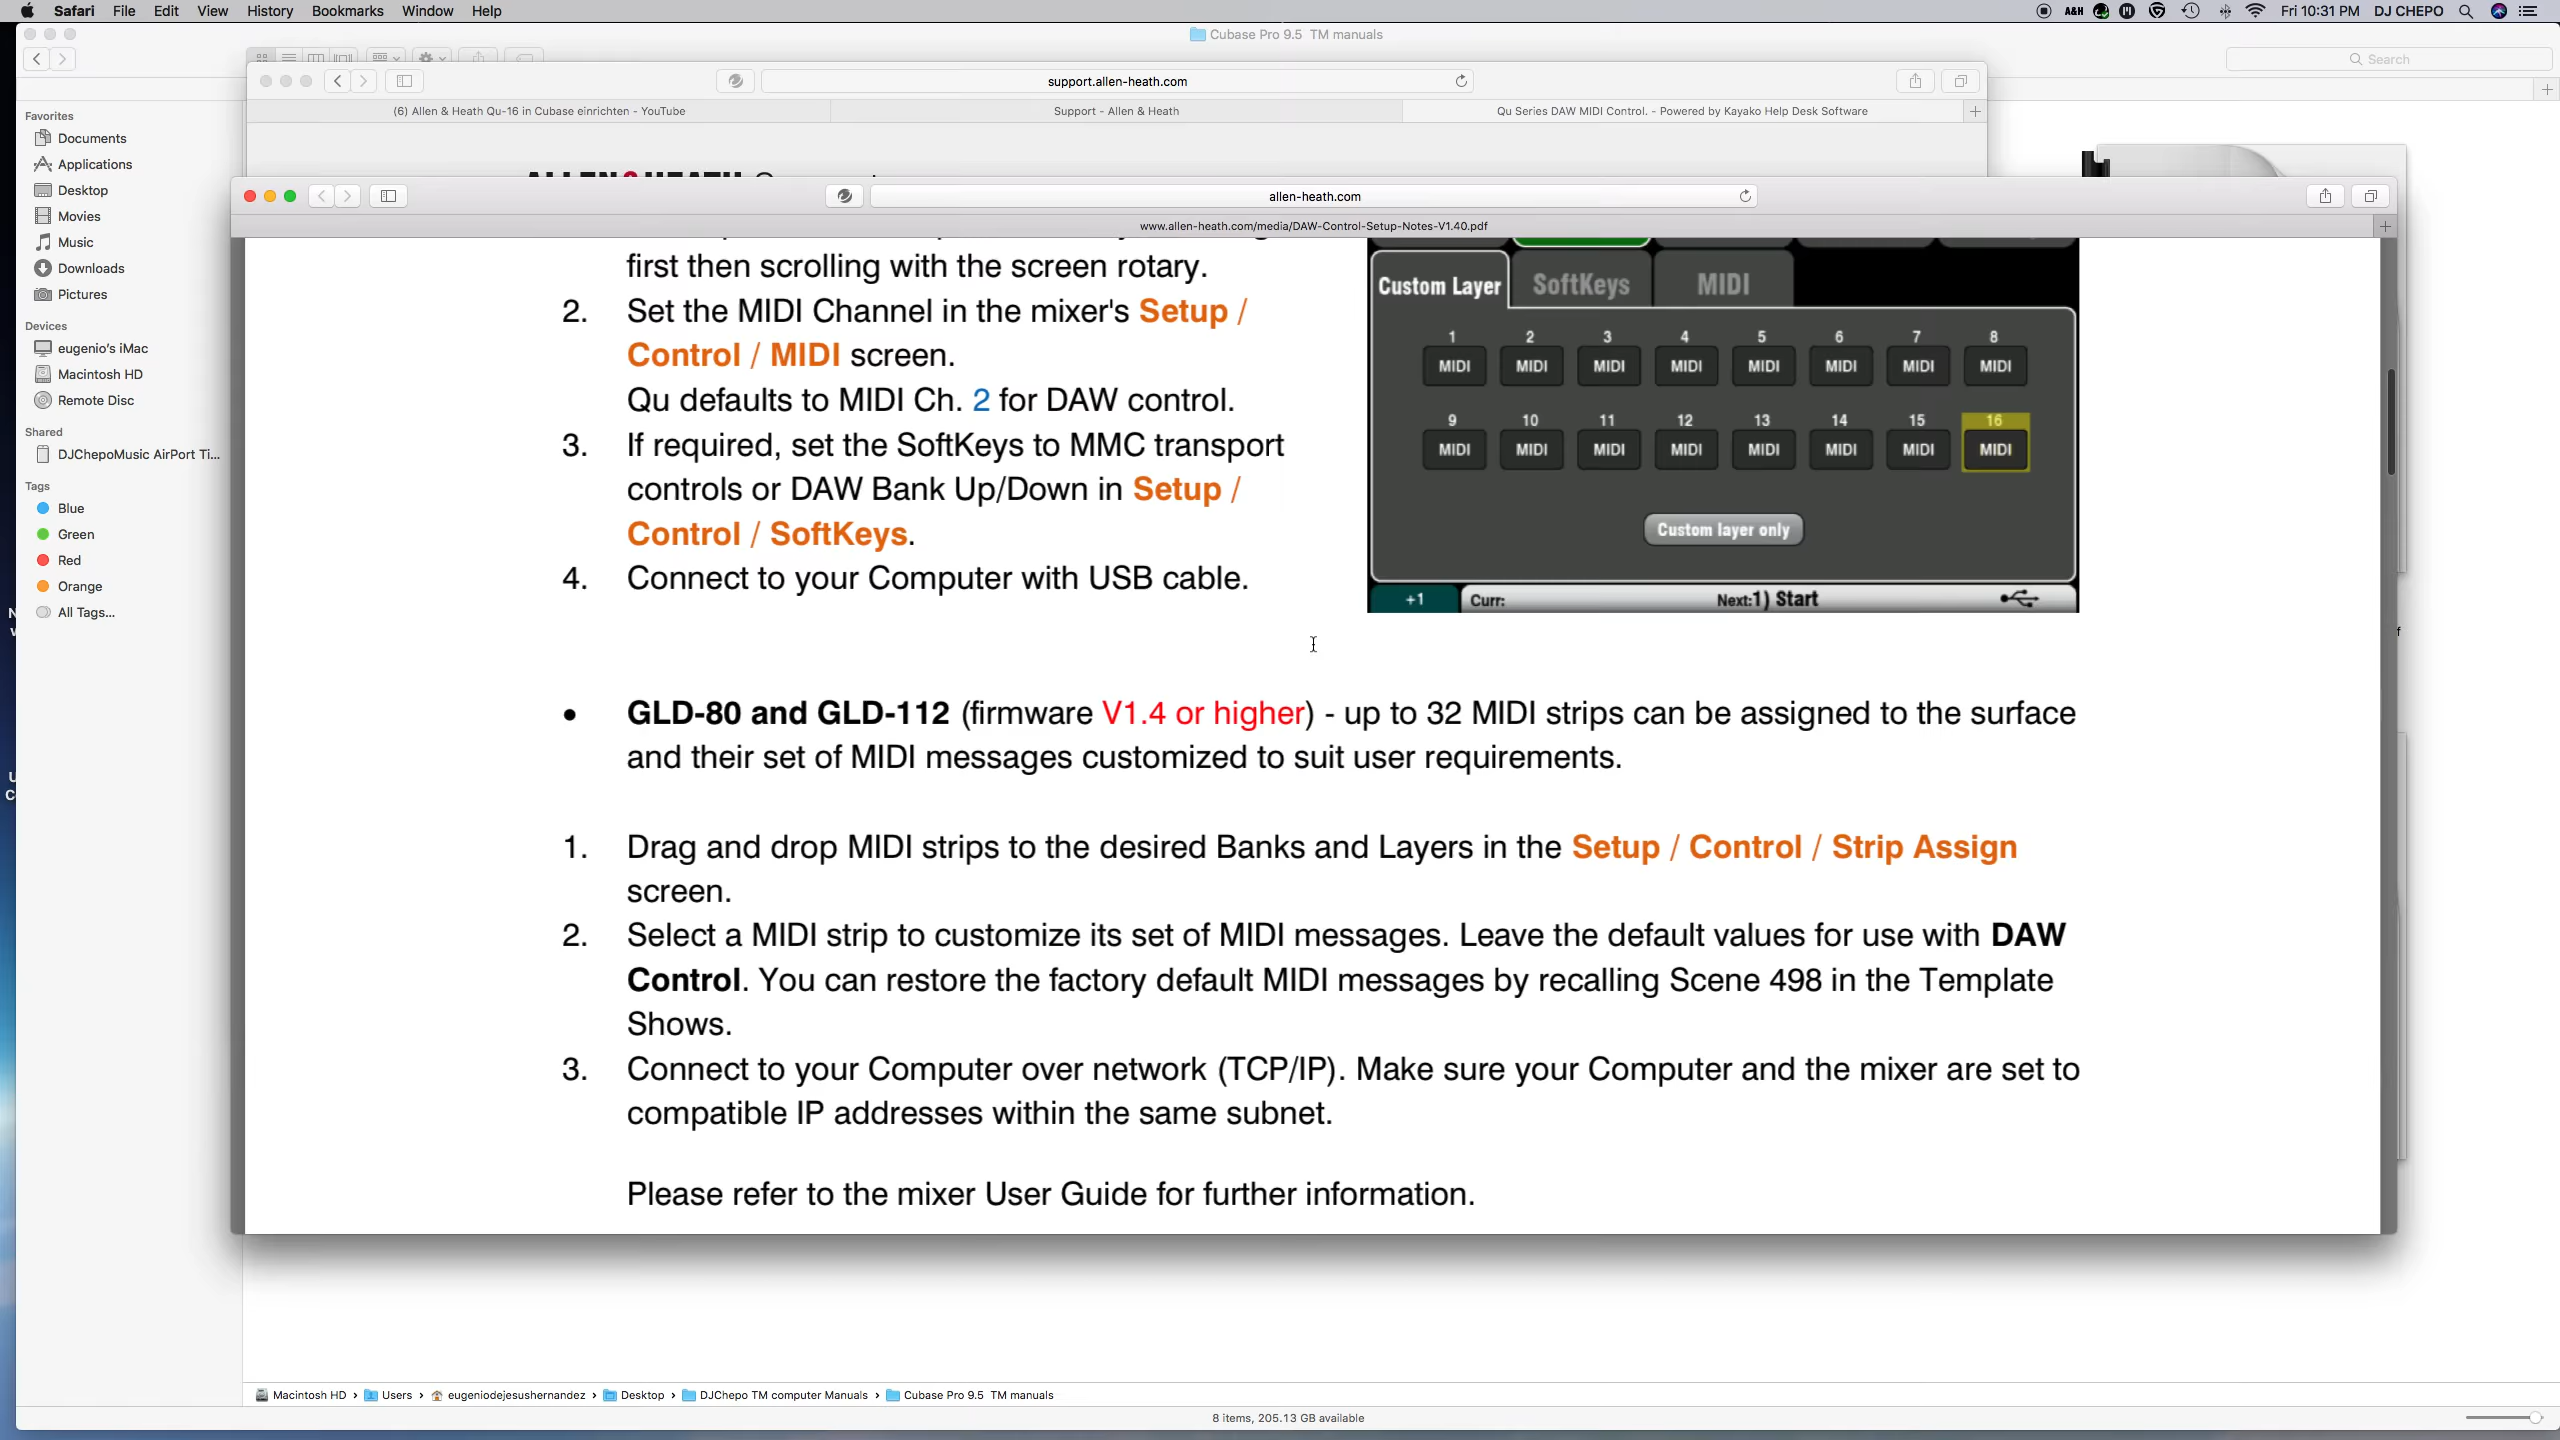 Safari File Edit View History Bookmarks Window Help
A&H Fri 10:31 PM DJ CHEPO
Cubase Pro 9.5 TM manuals
Search
support.allen-heath.com
(6) Allen & Heath Qu-16 in Cubase einrichten - YouTube
Support - Allen & Heath
Qu Series DAW MIDI Control. - Powered by Kayako Help Desk Software
allen-heath.com
www.allen-heath.com/media/DAW-Control-Setup-Notes-V1.40.pdf
Favorites
Documents
Applications
Desktop
Movies
Music
Downloads
Pictures
Devices
eugenio's iMac
Macintosh HD
Remote Disc
Shared
DJChepoMusic AirPort Ti...
Tags
Blue
Green
Red
Orange
All Tags...
first then scrolling with the screen rotary.
2. Set the MIDI Channel in the mixer's Setup /
Control / MIDI screen.
Qu defaults to MIDI Ch. 2 for DAW control.
3. If required, set the SoftKeys to MMC transport
controls or DAW Bank Up/Down in Setup /
Control / SoftKeys.
4. Connect to your Computer with USB cable.
Custom Layer SoftKeys MIDI
1 2 3 4 5 6 7 8
MIDI MIDI MIDI MIDI MIDI MIDI MIDI MIDI
9 10 11 12 13 14 15 16
MIDI MIDI MIDI MIDI MIDI MIDI MIDI MIDI
Custom layer only
+1 Curr: Next:1) Start
• GLD-80 and GLD-112 (firmware V1.4 or higher) - up to 32 MIDI strips can be assigned to the surface
and their set of MIDI messages customized to suit user requirements.
1. Drag and drop MIDI strips to the desired Banks and Layers in the Setup / Control / Strip Assign
screen.
2. Select a MIDI strip to customize its set of MIDI messages. Leave the default values for use with DAW
Control. You can restore the factory default MIDI messages by recalling Scene 498 in the Template
Shows.
3. Connect to your Computer over network (TCP/IP). Make sure your Computer and the mixer are set to
compatible IP addresses within the same subnet.
Please refer to the mixer User Guide for further information.
Macintosh HD › Users › eugeniodejesushernandez › Desktop › DJChepo TM computer Manuals › Cubase Pro 9.5 TM manuals
8 items, 205.13 GB available